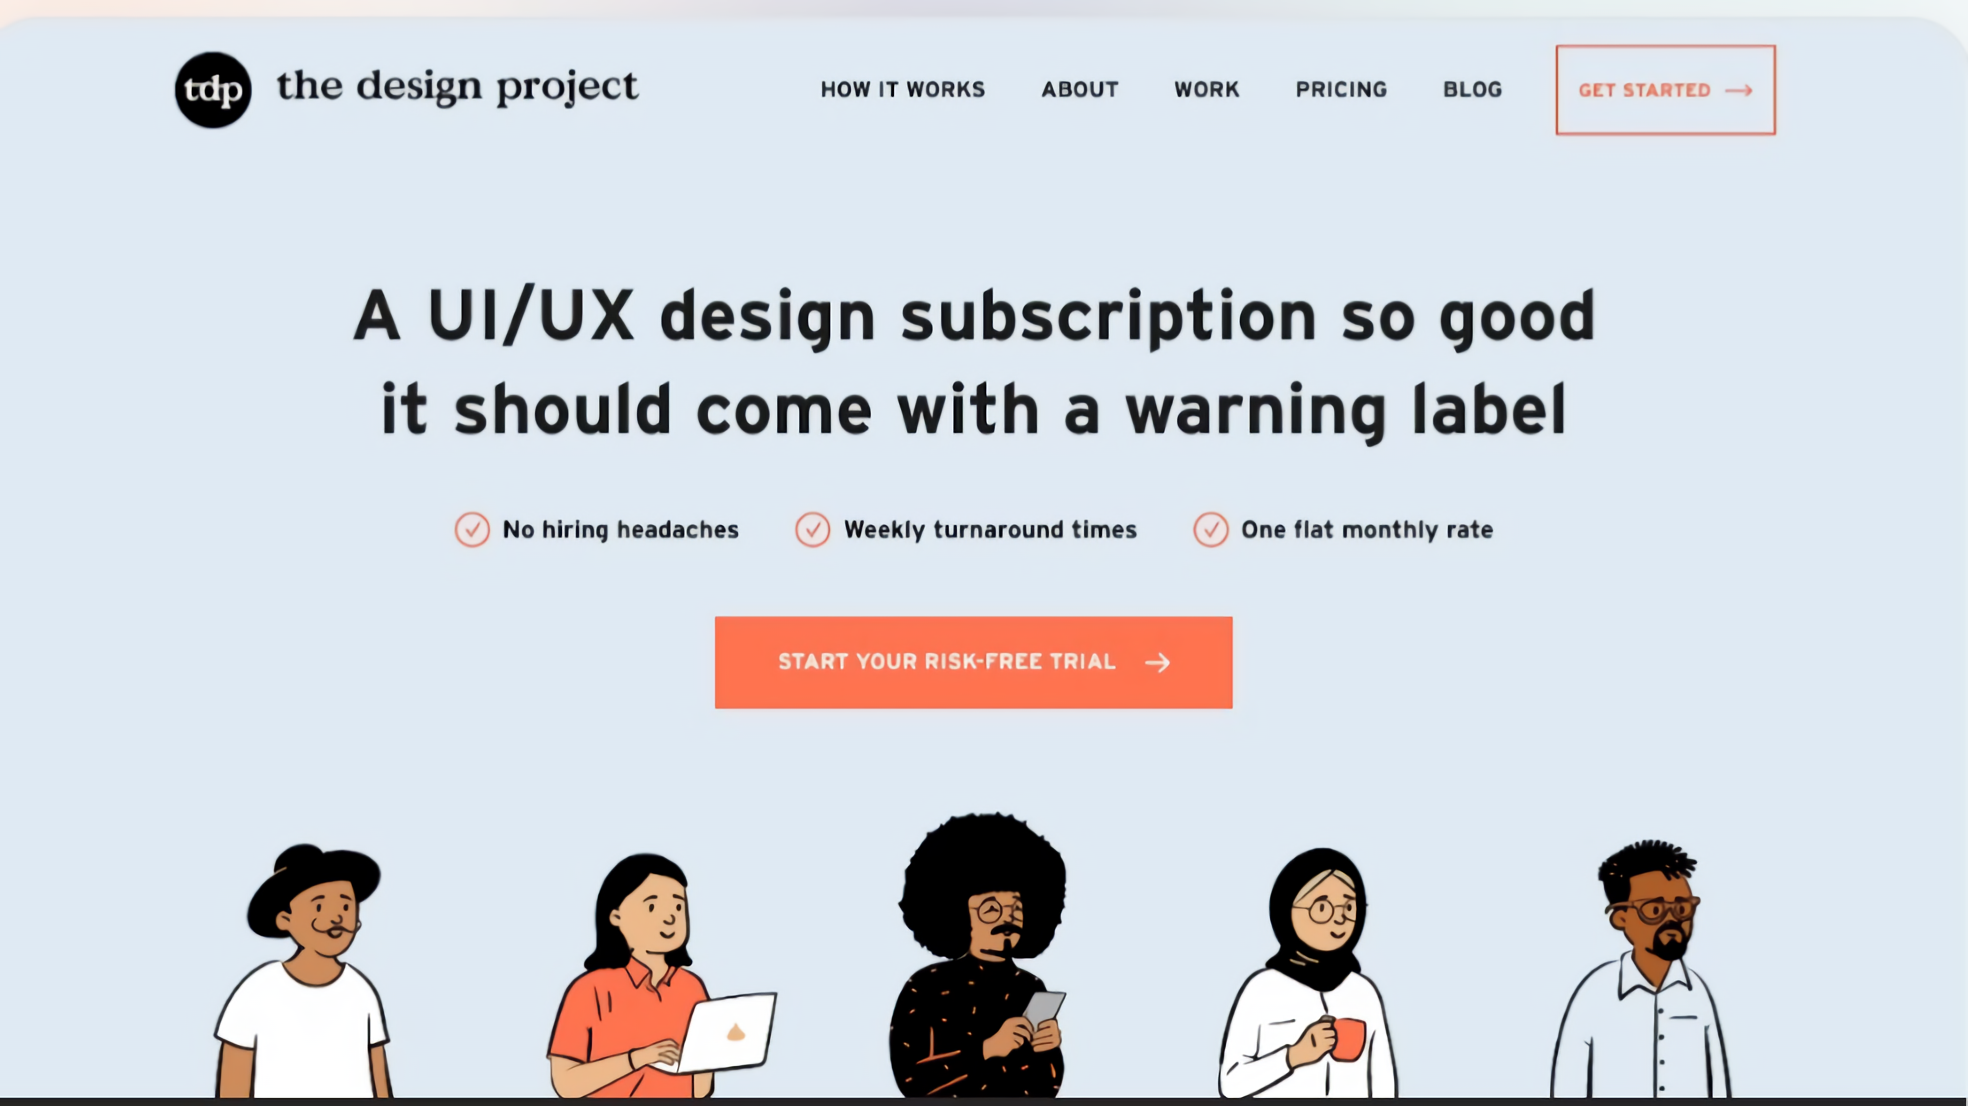 tdp the design project
HOW IT WORKS ABOUT WORK PRICING BLOG GET STARTED →
A UI/UX design subscription so good
it should come with a warning label
No hiring headaches Weekly turnaround times One flat monthly rate
START YOUR RISK-FREE TRIAL →